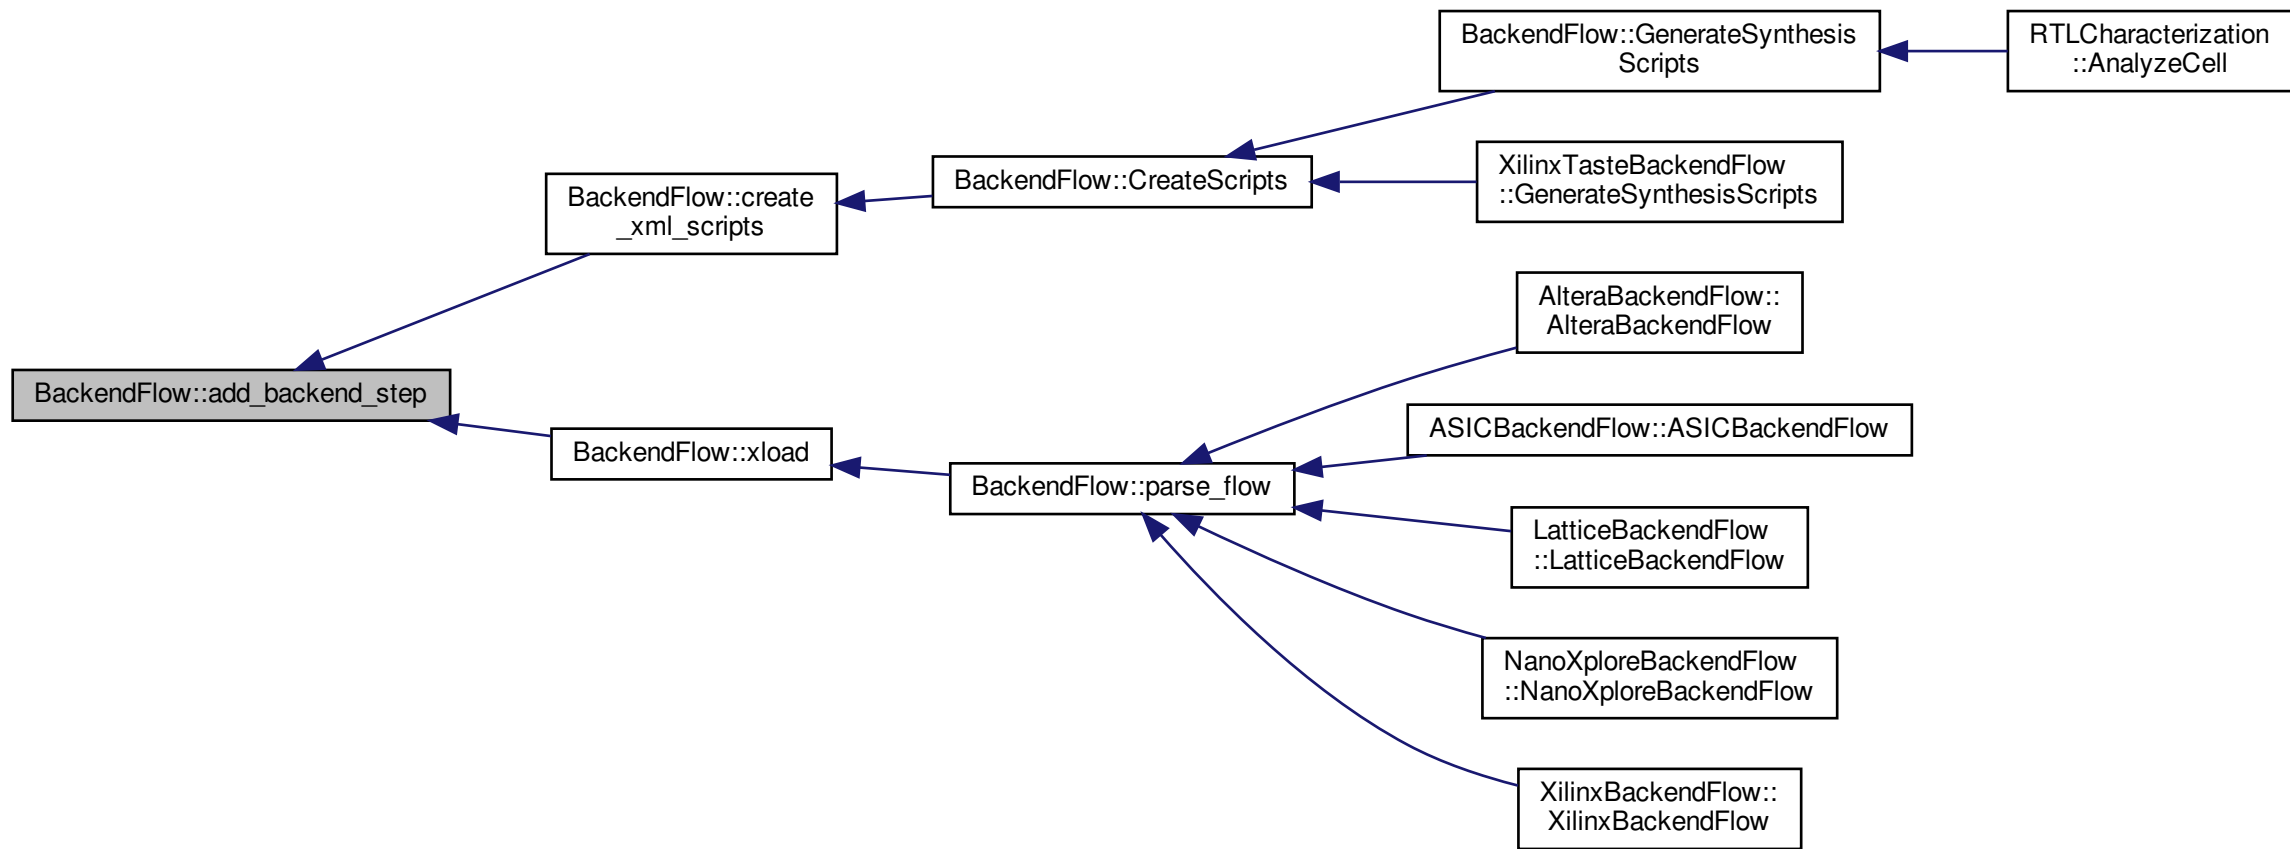 BackendFlow::GenerateSynthesis
Scripts
RTLCharacterization
::AnalyzeCell
XilinxTasteBackendFlow
::GenerateSynthesisScripts
BackendFlow::CreateScripts
BackendFlow::create
_xml_scripts
AlteraBackendFlow::
AlteraBackendFlow
BackendFlow::add_backend_step
ASICBackendFlow::ASICBackendFlow
BackendFlow::xload
BackendFlow::parse_flow
LatticeBackendFlow
::LatticeBackendFlow
NanoXploreBackendFlow
::NanoXploreBackendFlow
XilinxBackendFlow::
XilinxBackendFlow